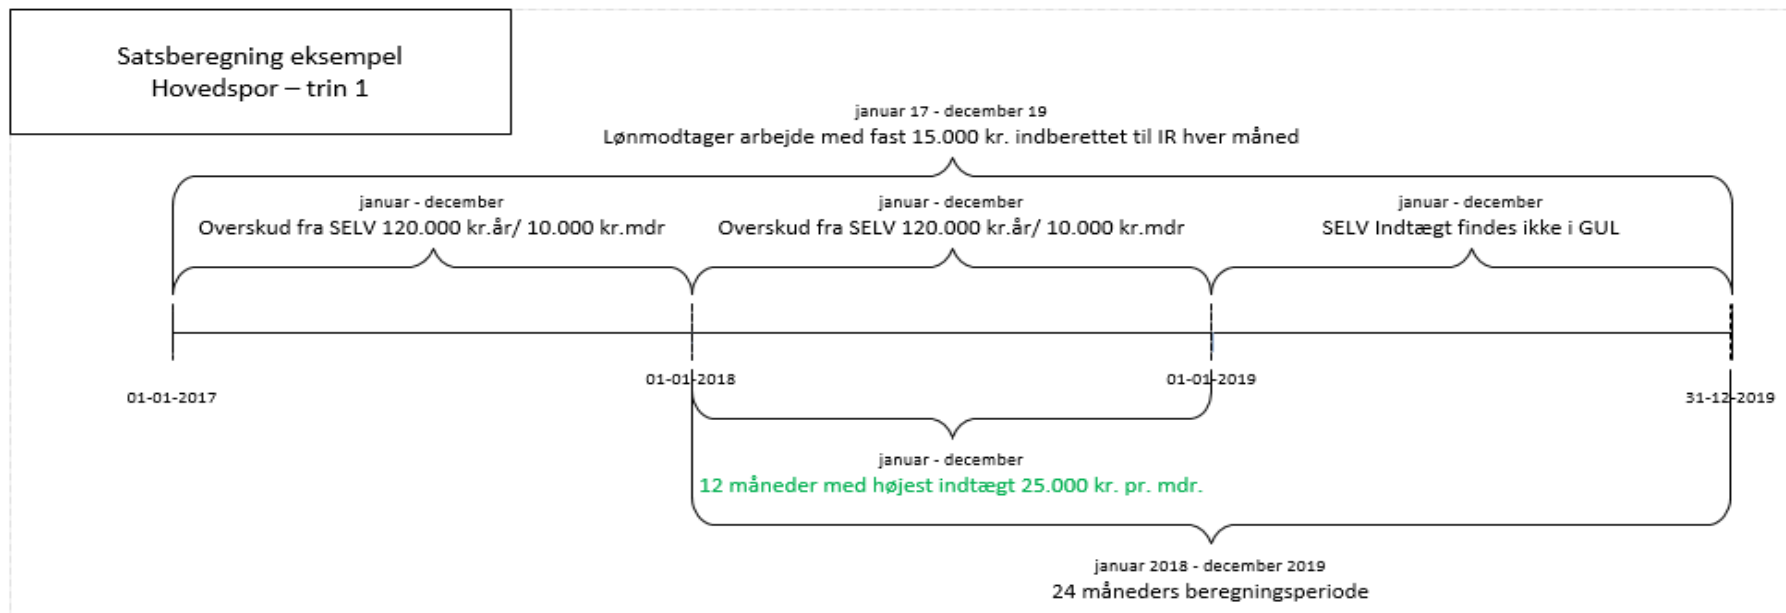 Satsberegning eksempel
Hovedspor – trin 1
januar 17 - december 19
Lønmodtager arbejde med fast 15.000 kr. indberettet til IR hver måned
januar - december
Overskud fra SELV 120.000 kr.år/ 10.000 kr.mdr
januar - december
Overskud fra SELV 120.000 kr.år/ 10.000 kr.mdr
januar - december
SELV Indtægt findes ikke i GUL
01-01-2017
01-01-2018
01-01-2019
31-12-2019
januar - december
12 måneder med højest indtægt 25.000 kr. pr. mdr.
januar 2018 - december 2019
24 måneders beregningsperiode